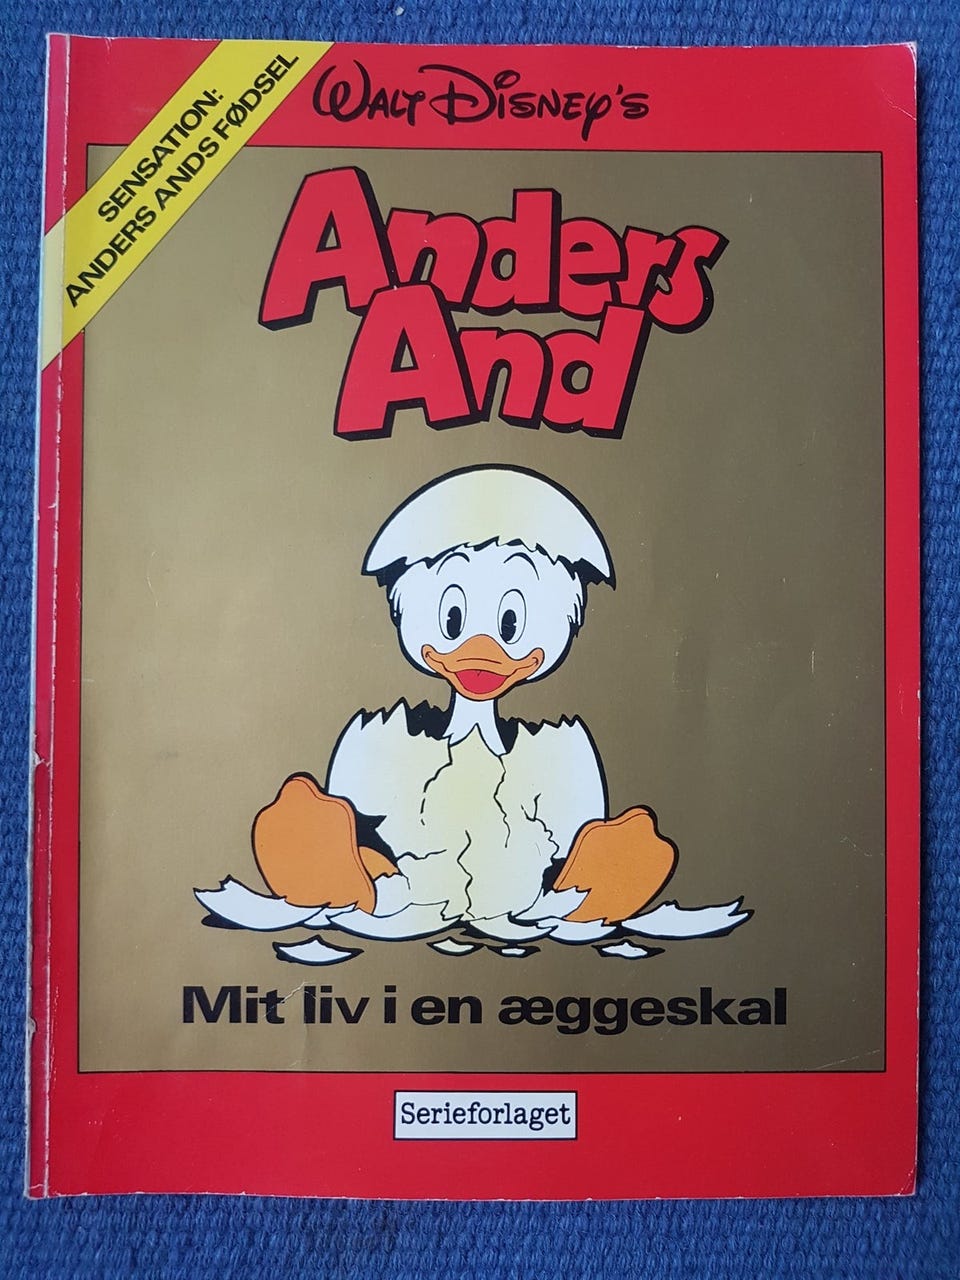 SENSATION:
ANDERS ANDS FØDSEL
WALT DISNEY'S
Anders
And
Mit liv i en æggeskal
Serieforlaget